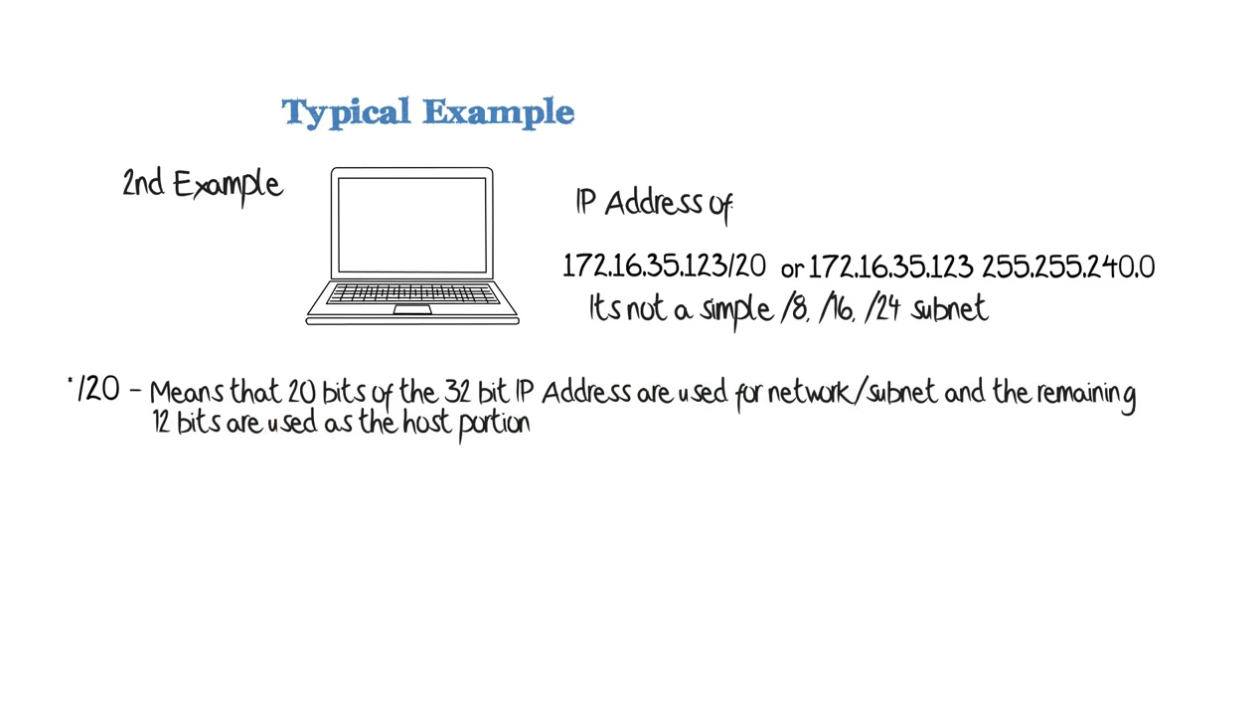 Typical Example
2nd Example
IP Address of
172.16.35.123/20 or 172.16.35.123 255.255.240.0
Its not a simple /8, /16, /24 subnet
• /20 - Means that 20 bits of the 32 bit IP Address are used for network/subnet and the remaining
12 bits are used as the host portion